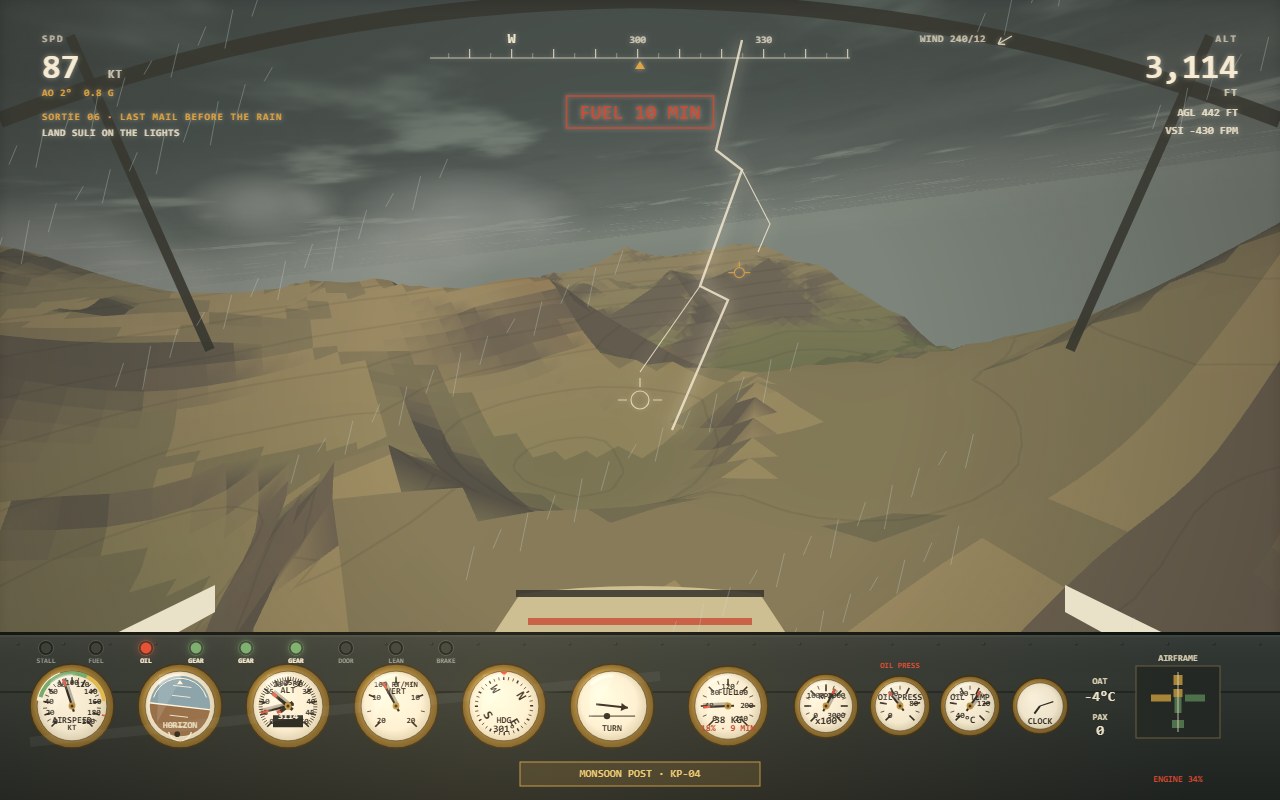 SPD
87 KT
AO 2° 0.8 G
SORTIE 06 · LAST MAIL BEFORE THE RAIN
LAND SULI ON THE LIGHTS
W 300 330
FUEL 10 MIN
WIND 240/12
ALT
3,114
FT
AGL 442 FT
VSI -430 FPM
STALL FUEL OIL GEAR GEAR GEAR DOOR LEAN BRAKE
AIRSPEED
KT
HORIZON
ALT
VERT
HDG
301°
TURN
FUEL
38 KG
OIL PRESS
OIL PRESS
OIL TEMP
°C
CLOCK
OAT
-4°C
PAX
0
AIRFRAME
ENGINE 34%
MONSOON POST · KP-04